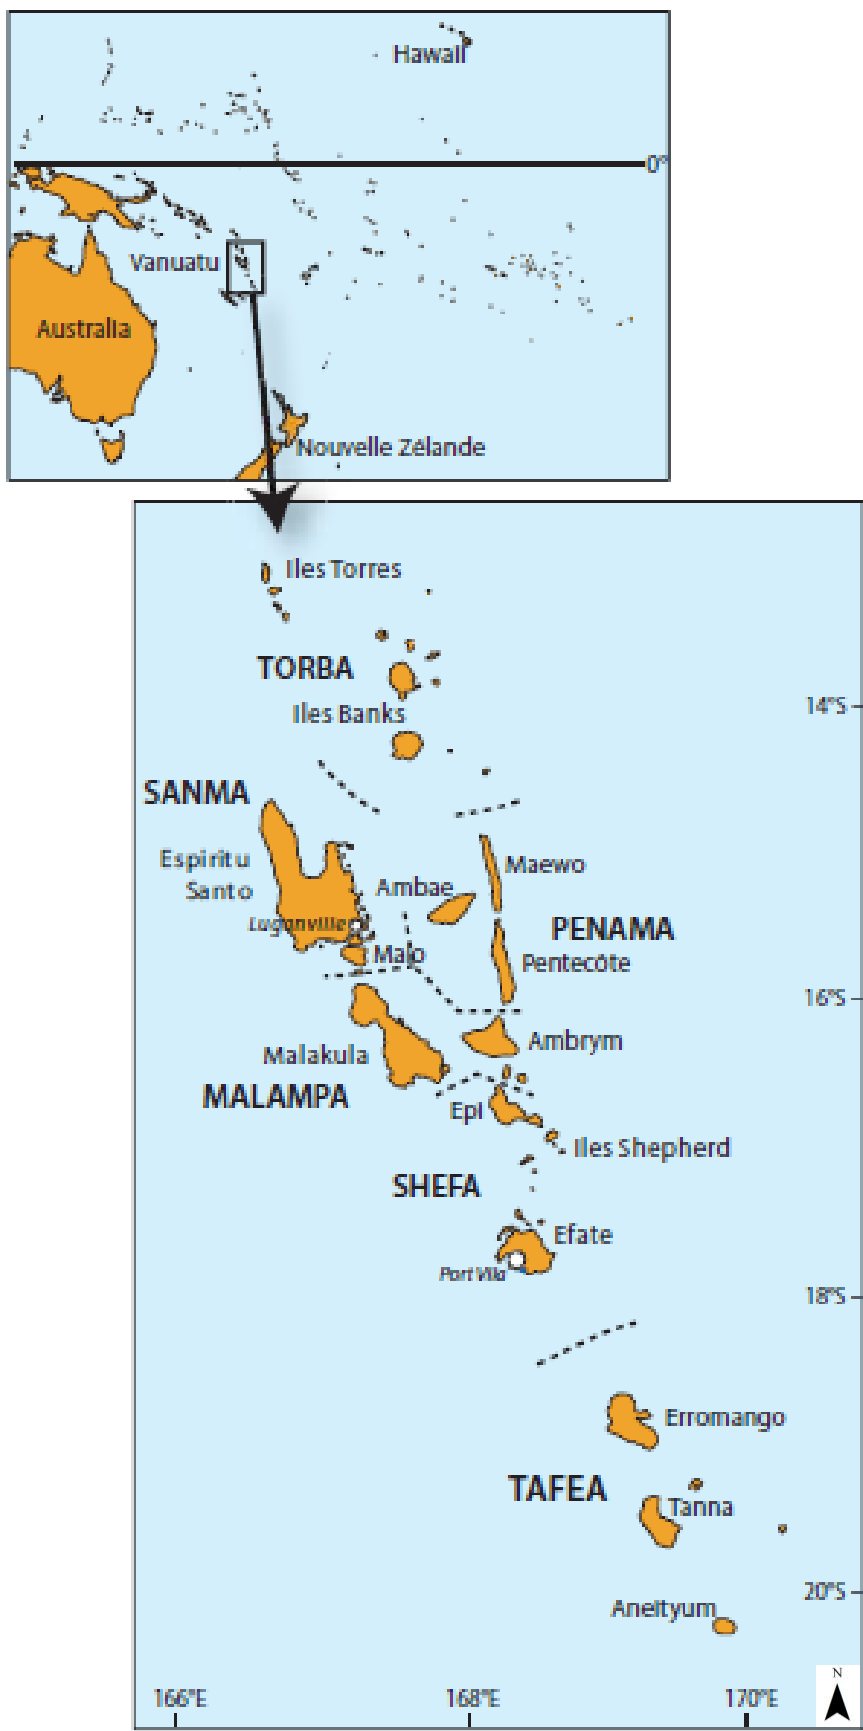 Hawaii
0°
Vanuatu
Australia
Nouvelle Zélande
Iles Torres
TORBA
14°S
Iles Banks
SANMA
Espiritu
Santo
Ambae
Maewo
Luganville
PENAMA
Malo
Pentecôte
16°S
Ambrym
Malakula
MALAMPA
Epi
Iles Shepherd
SHEFA
Efate
Port Vila
18°S
Erromango
TAFEA
Tanna
20°S
Aneityum
166°E
168°E
170°E
N